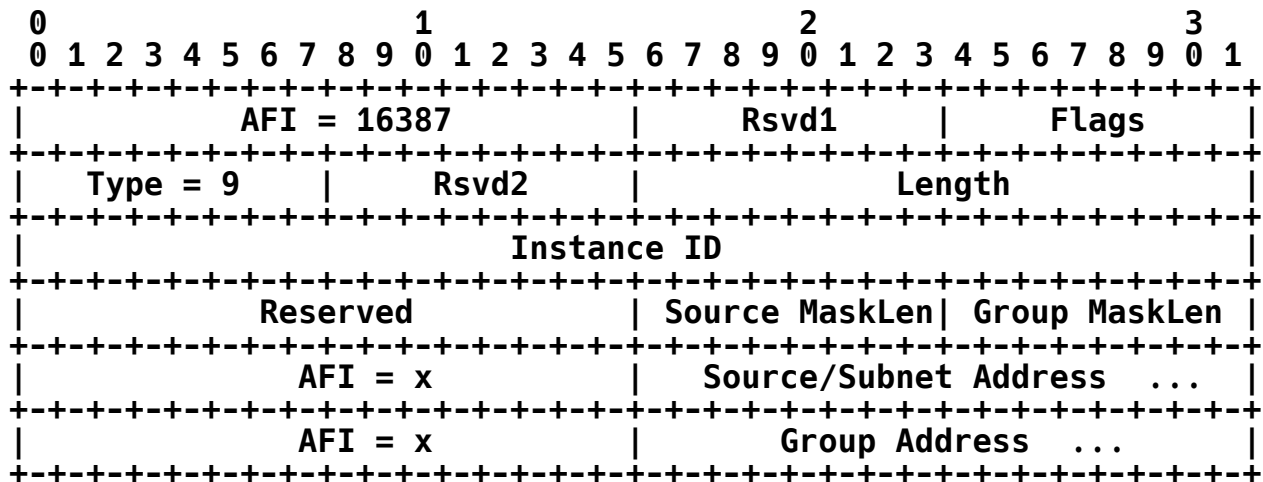 0                   1                   2                   3
 0 1 2 3 4 5 6 7 8 9 0 1 2 3 4 5 6 7 8 9 0 1 2 3 4 5 6 7 8 9 0 1
+-+-+-+-+-+-+-+-+-+-+-+-+-+-+-+-+-+-+-+-+-+-+-+-+-+-+-+-+-+-+-+-+
|           AFI = 16387         |     Rsvd1     |     Flags     |
+-+-+-+-+-+-+-+-+-+-+-+-+-+-+-+-+-+-+-+-+-+-+-+-+-+-+-+-+-+-+-+-+
|   Type = 9    |     Rsvd2     |             Length            |
+-+-+-+-+-+-+-+-+-+-+-+-+-+-+-+-+-+-+-+-+-+-+-+-+-+-+-+-+-+-+-+-+
|                         Instance ID                           |
+-+-+-+-+-+-+-+-+-+-+-+-+-+-+-+-+-+-+-+-+-+-+-+-+-+-+-+-+-+-+-+-+
|            Reserved           | Source MaskLen| Group MaskLen |
+-+-+-+-+-+-+-+-+-+-+-+-+-+-+-+-+-+-+-+-+-+-+-+-+-+-+-+-+-+-+-+-+
|              AFI = x          |   Source/Subnet Address  ...  |
+-+-+-+-+-+-+-+-+-+-+-+-+-+-+-+-+-+-+-+-+-+-+-+-+-+-+-+-+-+-+-+-+
|              AFI = x          |       Group Address  ...      |
+-+-+-+-+-+-+-+-+-+-+-+-+-+-+-+-+-+-+-+-+-+-+-+-+-+-+-+-+-+-+-+-+